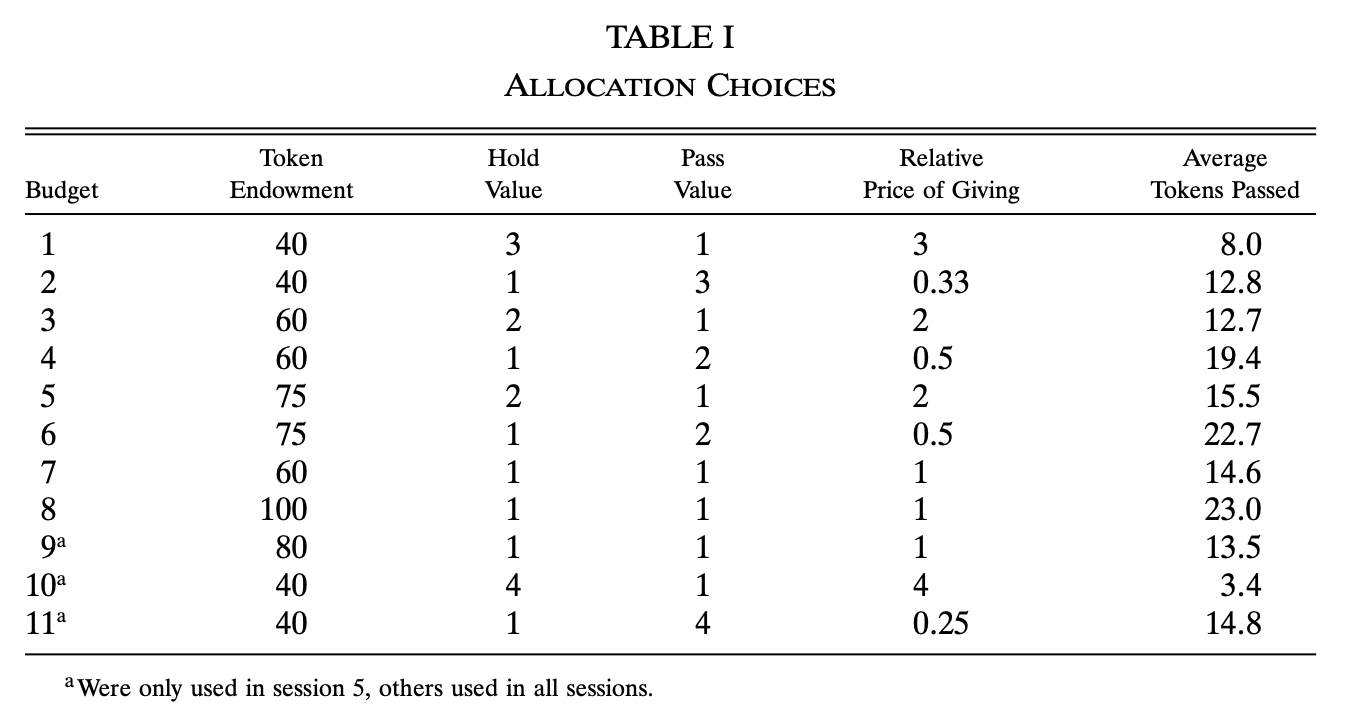 TABLE I
ALLOCATION CHOICES
Token Hold Pass Relative Average
Budget Endowment Value Value Price of Giving Tokens Passed
1 40 3 1 3 8.0
2 40 1 3 0.33 12.8
3 60 2 1 2 12.7
4 60 1 2 0.5 19.4
5 75 2 1 2 15.5
6 75 1 2 0.5 22.7
7 60 1 1 1 14.6
8 100 1 1 1 23.0
9a 80 1 1 1 13.5
10a 40 4 1 4 3.4
11a 40 1 4 0.25 14.8
a Were only used in session 5, others used in all sessions.